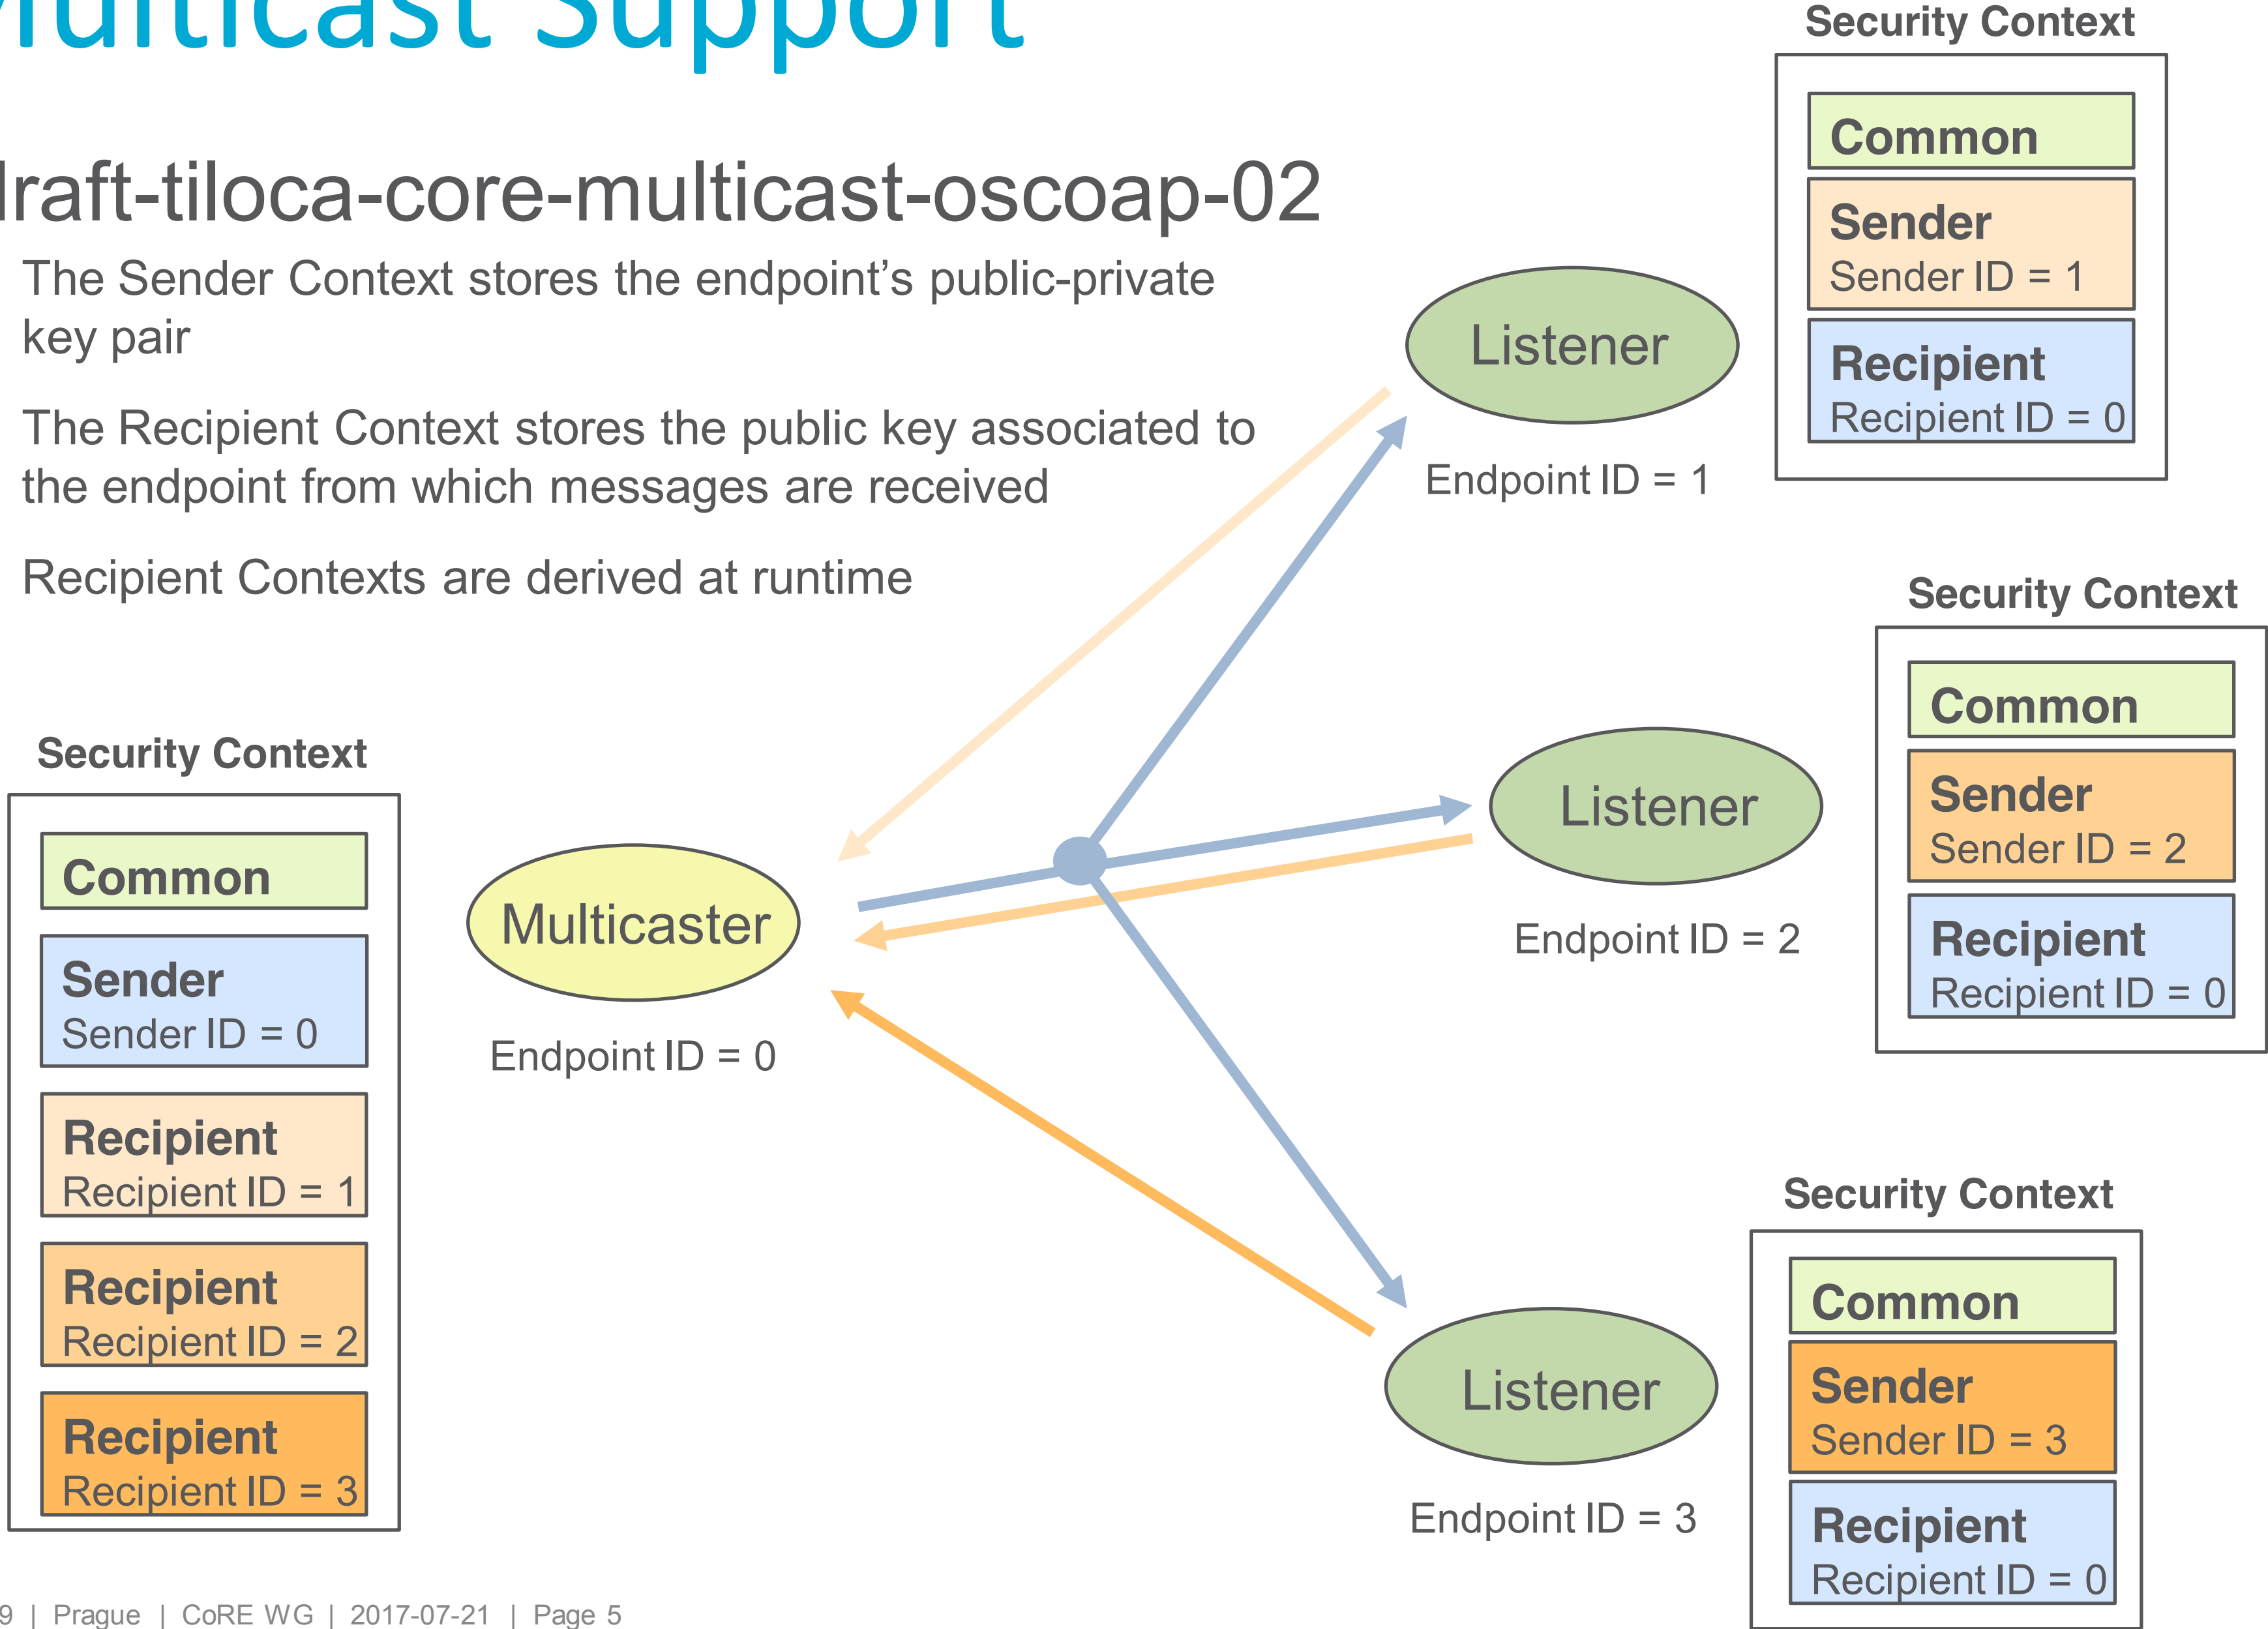 Multicast Support
draft-tiloca-core-multicast-oscoap-02
The Sender Context stores the endpoint’s public-private
key pair
The Recipient Context stores the public key associated to
the endpoint from which messages are received
Recipient Contexts are derived at runtime
Security Context
Common
Sender
Sender ID = 0
Recipient
Recipient ID = 1
Recipient
Recipient ID = 2
Recipient
Recipient ID = 3
Multicaster
Endpoint ID = 0
Listener
Endpoint ID = 1
Security Context
Common
Sender
Sender ID = 1
Recipient
Recipient ID = 0
Listener
Endpoint ID = 2
Security Context
Common
Sender
Sender ID = 2
Recipient
Recipient ID = 0
Listener
Endpoint ID = 3
Security Context
Common
Sender
Sender ID = 3
Recipient
Recipient ID = 0
9 | Prague | CoRE WG | 2017-07-21 | Page 5